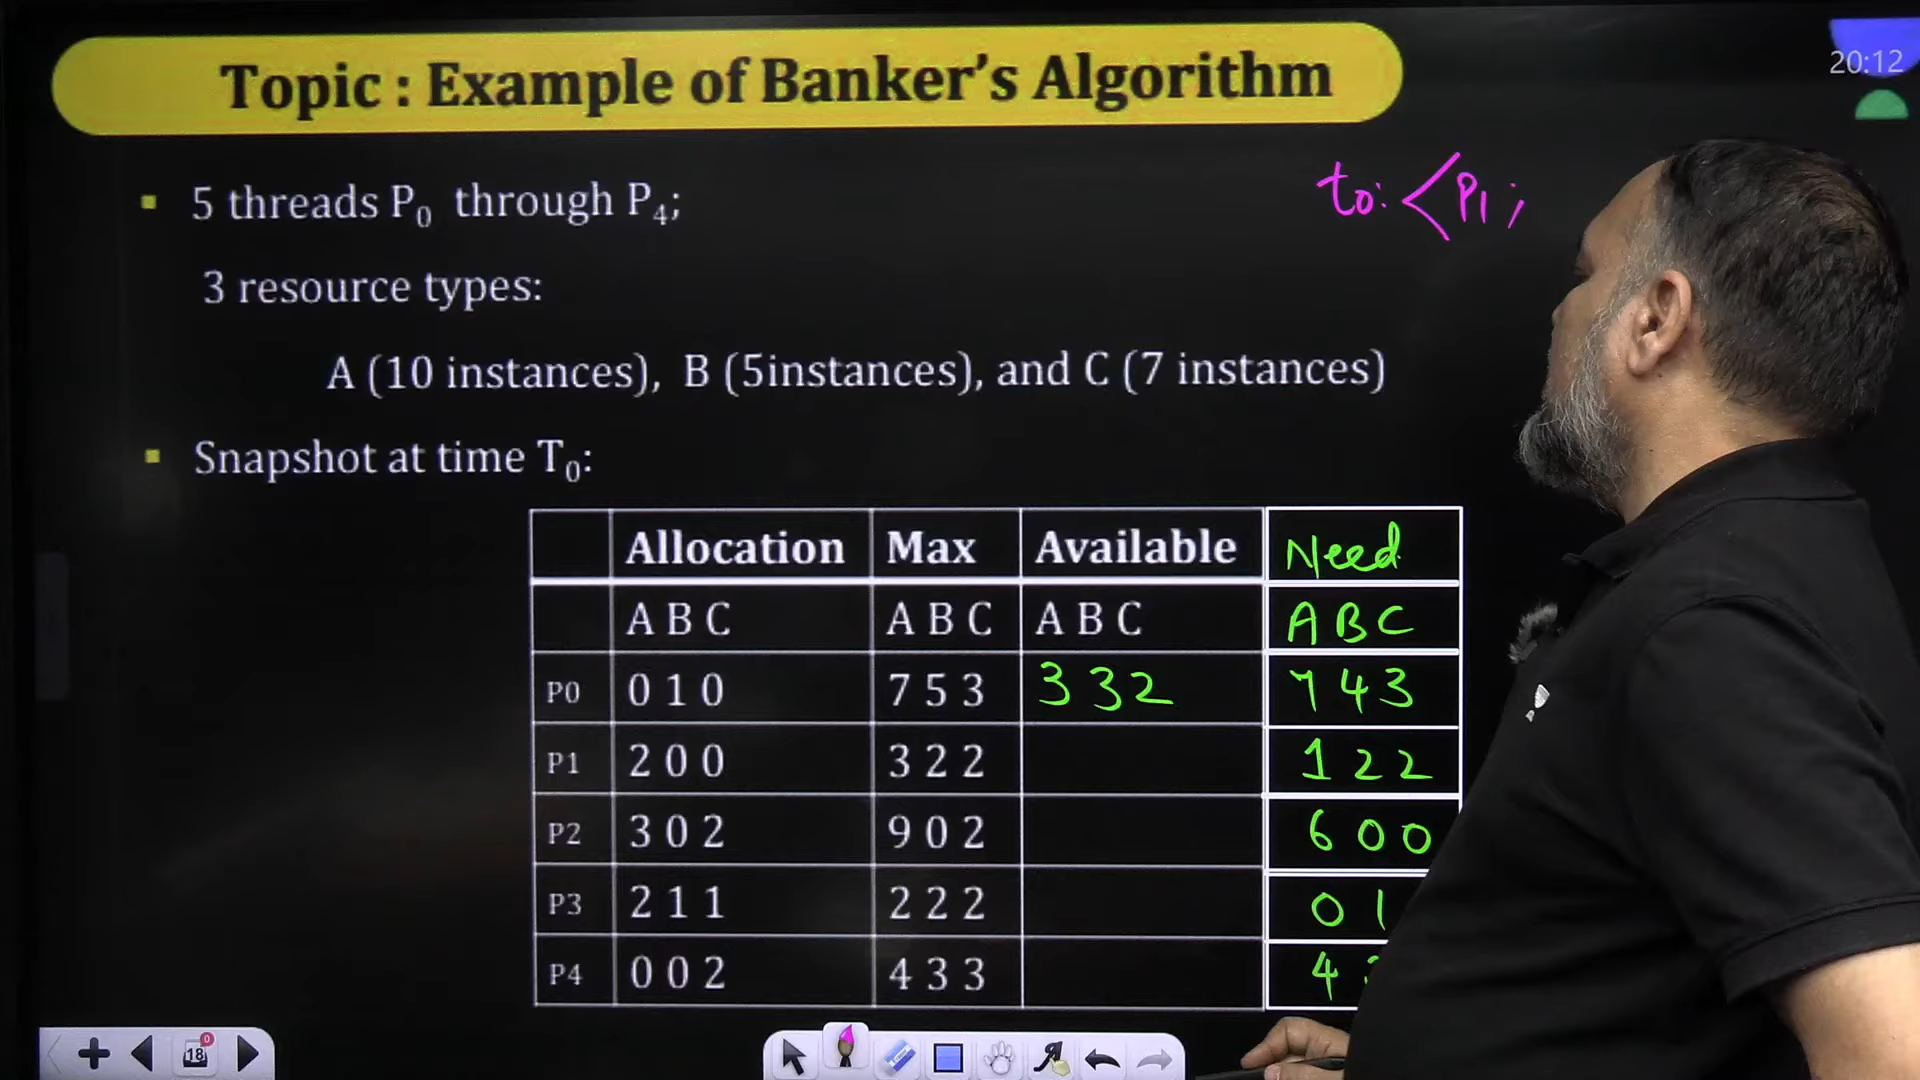 Topic : Example of Banker's Algorithm
20:12
to: <P1;
5 threads P0 through P4;
3 resource types:
A (10 instances), B (5instances), and C (7 instances)
Snapshot at time T0:
Allocation Max Available Need
A B C A B C A B C A B C
P0 0 1 0 7 5 3 3 3 2 7 4 3
P1 2 0 0 3 2 2 1 2 2
P2 3 0 2 9 0 2 6 0 0
P3 2 1 1 2 2 2 0 1
P4 0 0 2 4 3 3 4
18 0